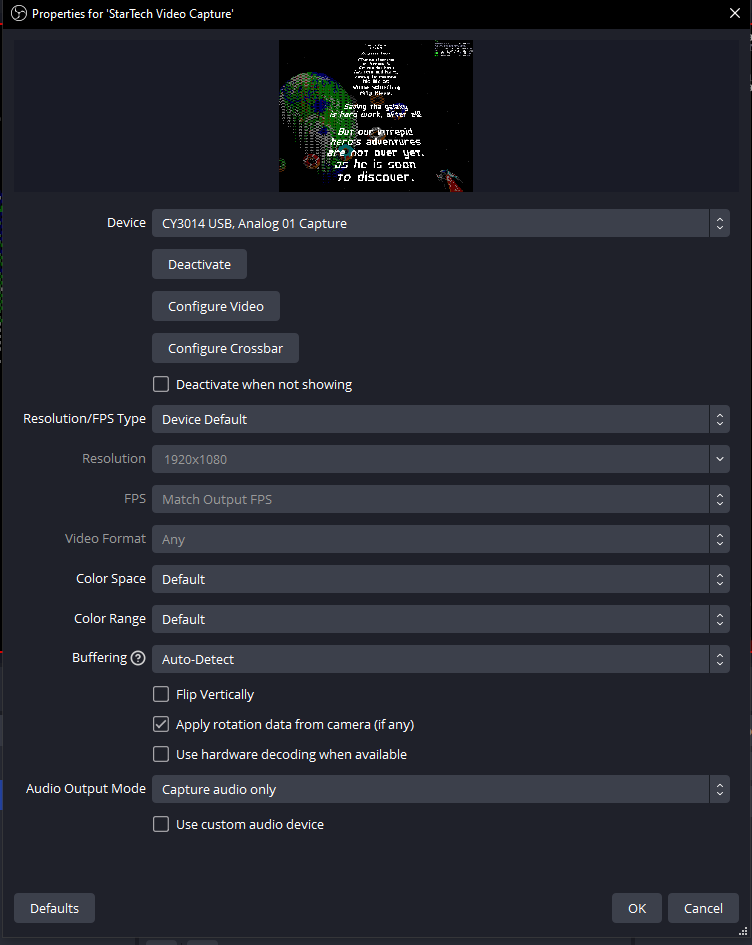 Properties for 'StarTech Video Capture'
Saving the galaxy
is hard work, after all.
But our intrepid
hero's adventures
are not over yet,
as he is soon
to discover.
Device
CY3014 USB, Analog 01 Capture
Deactivate
Configure Video
Configure Crossbar
Deactivate when not showing
Resolution/FPS Type
Device Default
Resolution
1920x1080
FPS
Match Output FPS
Video Format
Any
Color Space
Default
Color Range
Default
Buffering ?
Auto-Detect
Flip Vertically
Apply rotation data from camera (if any)
Use hardware decoding when available
Audio Output Mode
Capture audio only
Use custom audio device
Defaults
OK
Cancel